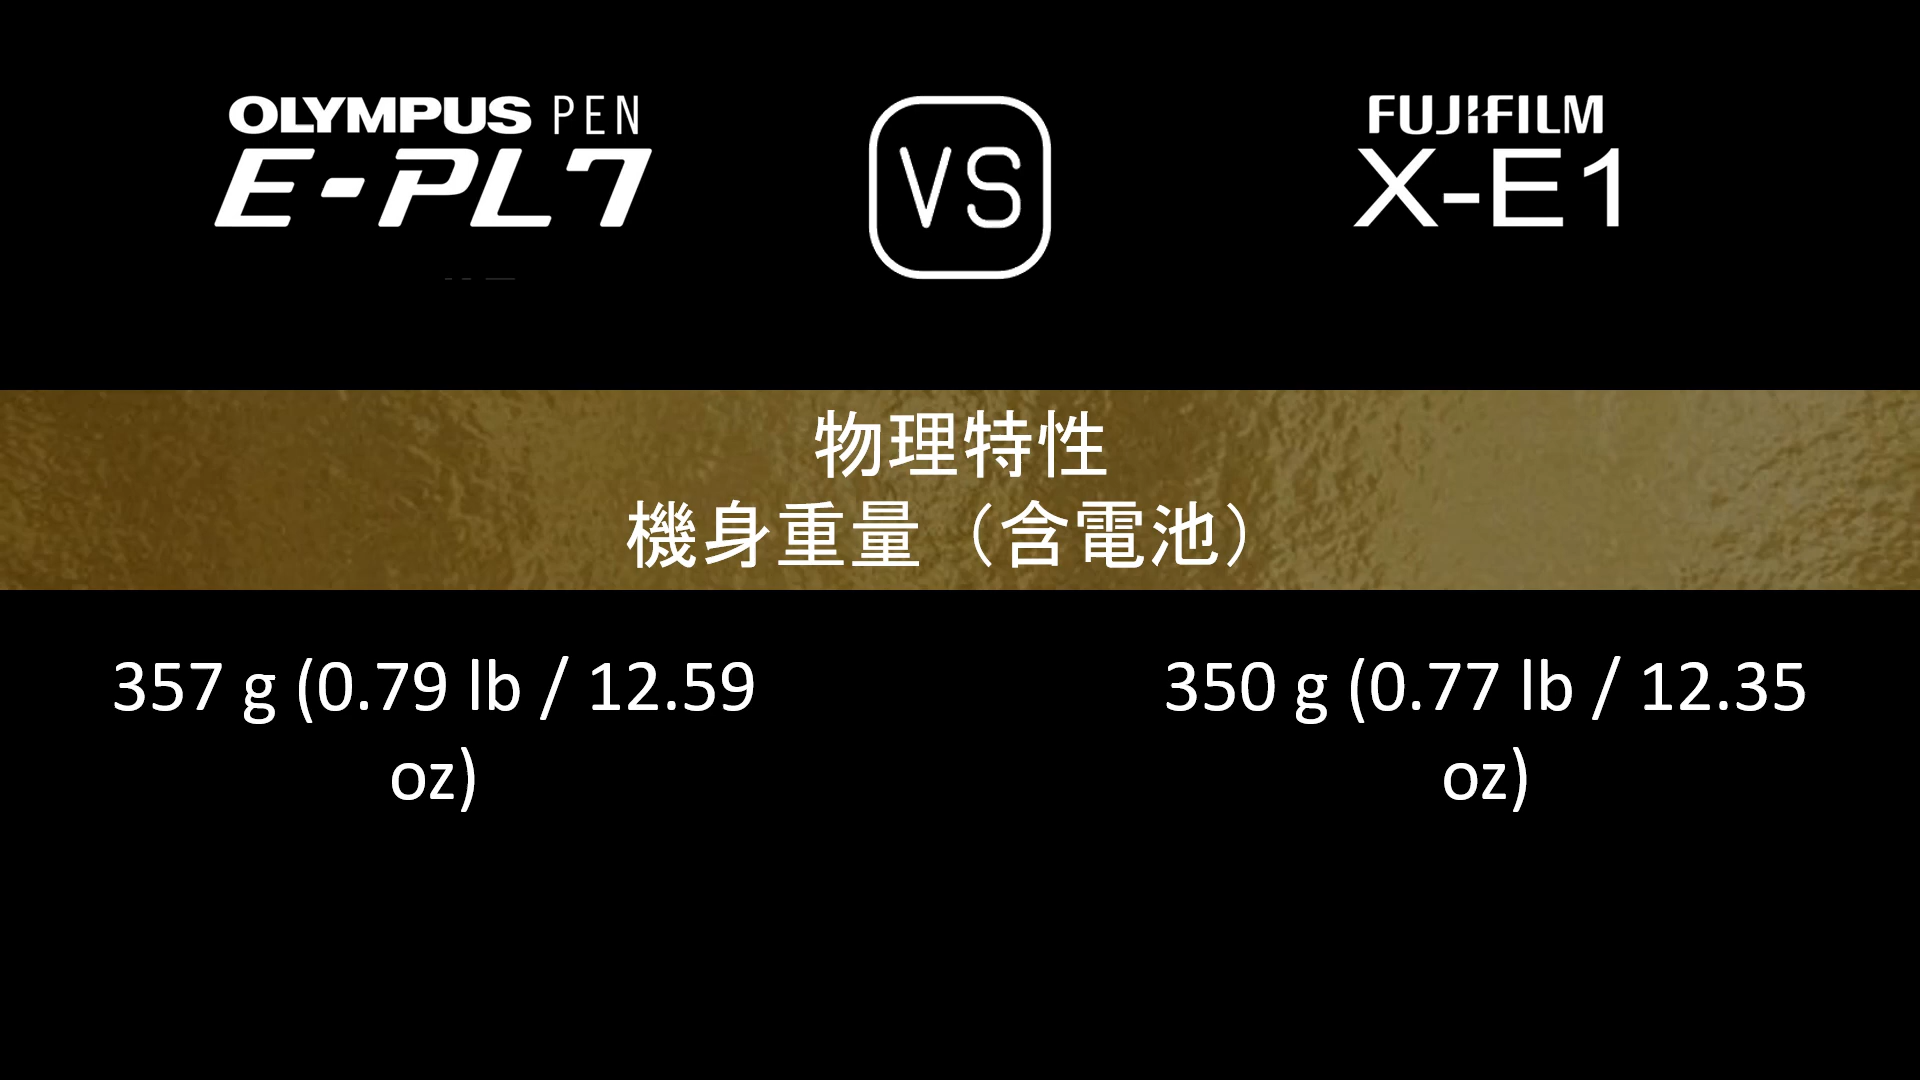 OLYMPUS PEN
E-PL7
VS
FUJIFILM
X-E1
物理特性
機身重量（含電池）
357 g (0.79 lb / 12.59
oz)
350 g (0.77 lb / 12.35
oz)